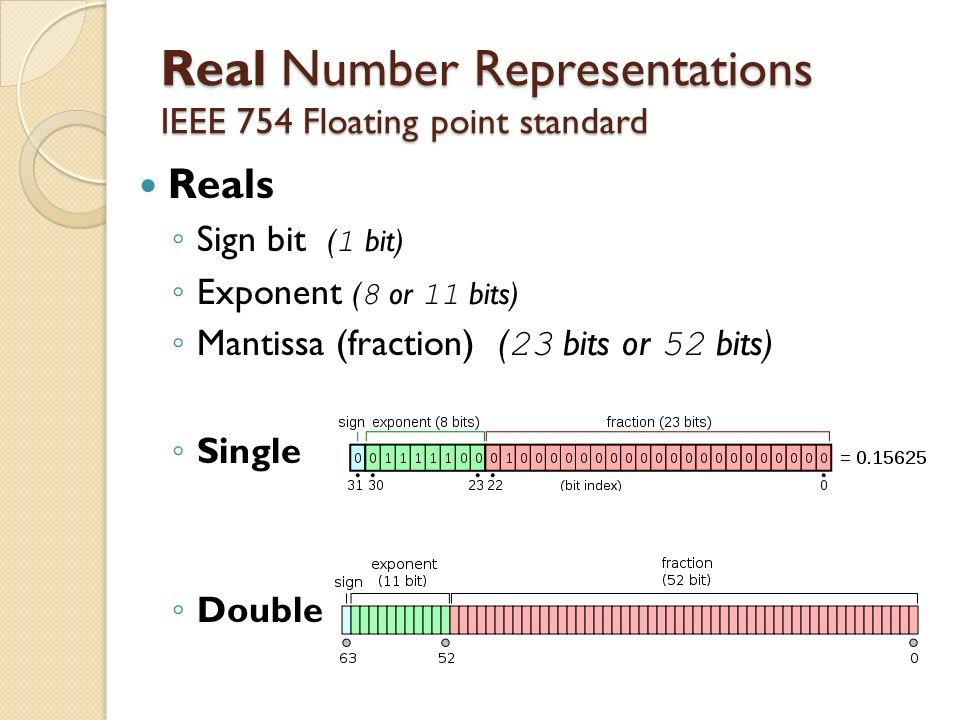 Real Number Representations
IEEE 754 Floating point standard
• Reals
◦ Sign bit (1 bit)
◦ Exponent (8 or 11 bits)
◦ Mantissa (fraction) (23 bits or 52 bits)
◦ Single
sign exponent (8 bits) fraction (23 bits)
0 0 1 1 1 1 1 0 0 0 1 0 0 0 0 0 0 0 0 0 0 0 0 0 0 0 0 0 0 0 0 0 = 0.15625
31 30 23 22 (bit index) 0
◦ Double
sign exponent (11 bit) fraction (52 bit)
63 52 0